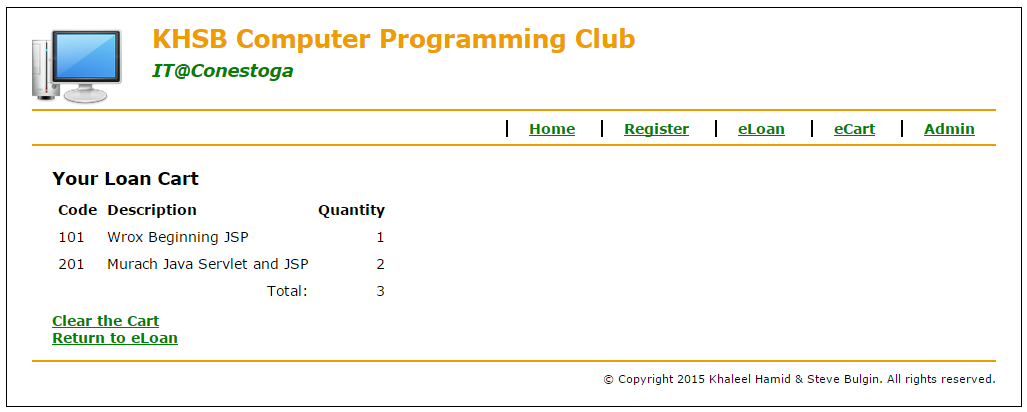 KHSB Computer Programming Club
IT@Conestoga
Home Register eLoan eCart Admin
Your Loan Cart
Code Description Quantity
101 Wrox Beginning JSP 1
201 Murach Java Servlet and JSP 2
Total: 3
Clear the Cart
Return to eLoan
© Copyright 2015 Khaleel Hamid & Steve Bulgin. All rights reserved.